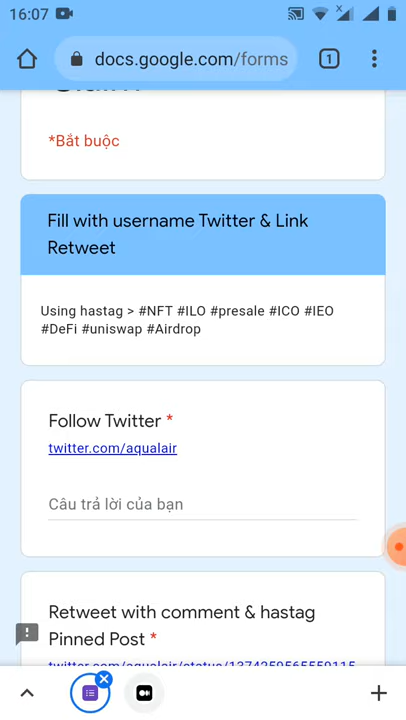 16:07
docs.google.com/forms
1
*Bắt buộc
Fill with username Twitter & Link
Retweet
Using hastag > #NFT #ILO #presale #ICO #IEO
#DeFi #uniswap #Airdrop
Follow Twitter *
twitter.com/aqualair
Câu trả lời của bạn
Retweet with comment & hastag
Pinned Post *